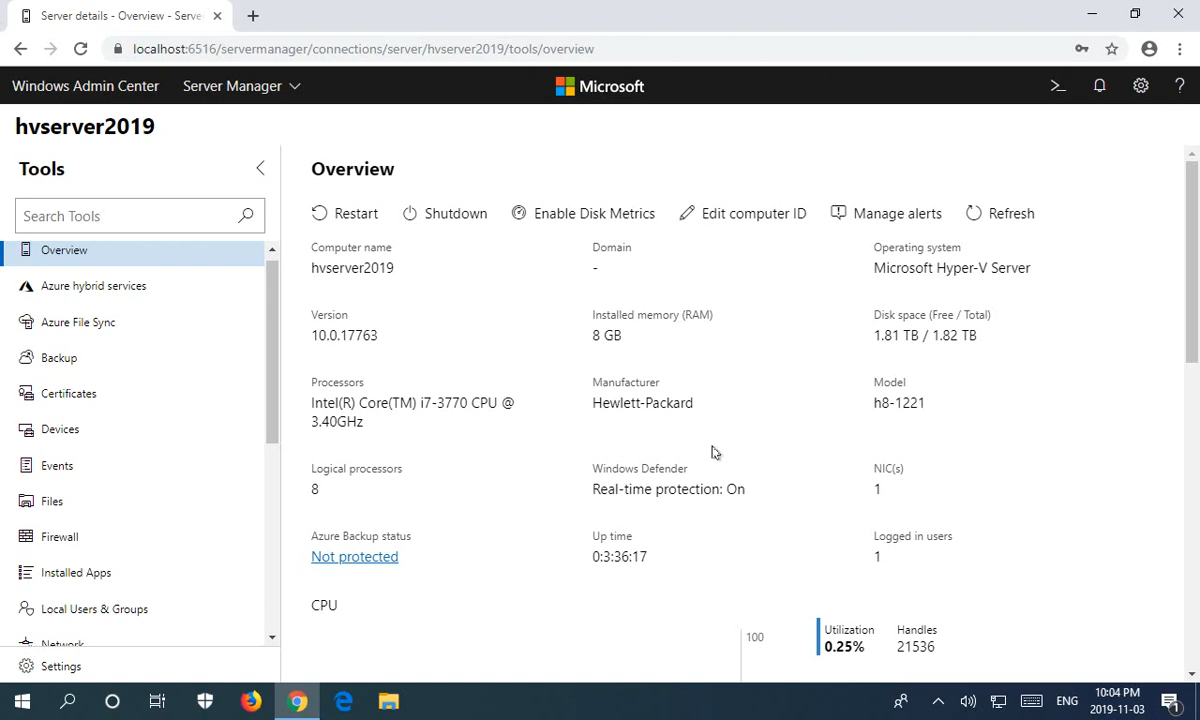 Server details - Overview - Serve
localhost:6516/servermanager/connections/server/hvserver2019/tools/overview
Windows Admin Center Server Manager Microsoft >_ ?
hvserver2019
Tools
Search Tools
Overview
Azure hybrid services
Azure File Sync
Backup
Certificates
Devices
Events
Files
Firewall
Installed Apps
Local Users & Groups
Network
Settings
Overview
Restart Shutdown Enable Disk Metrics Edit computer ID Manage alerts Refresh
Computer name Domain Operating system
hvserver2019 - Microsoft Hyper-V Server
Version Installed memory (RAM) Disk space (Free / Total)
10.0.17763 8 GB 1.81 TB / 1.82 TB
Processors Manufacturer Model
Intel(R) Core(TM) i7-3770 CPU @ Hewlett-Packard h8-1221
3.40GHz
Logical processors Windows Defender NIC(s)
8 Real-time protection: On 1
Azure Backup status Up time Logged in users
Not protected 0:3:36:17 1
CPU
100 Utilization Handles
0.25% 21536
ENG 10:04 PM
2019-11-03 1